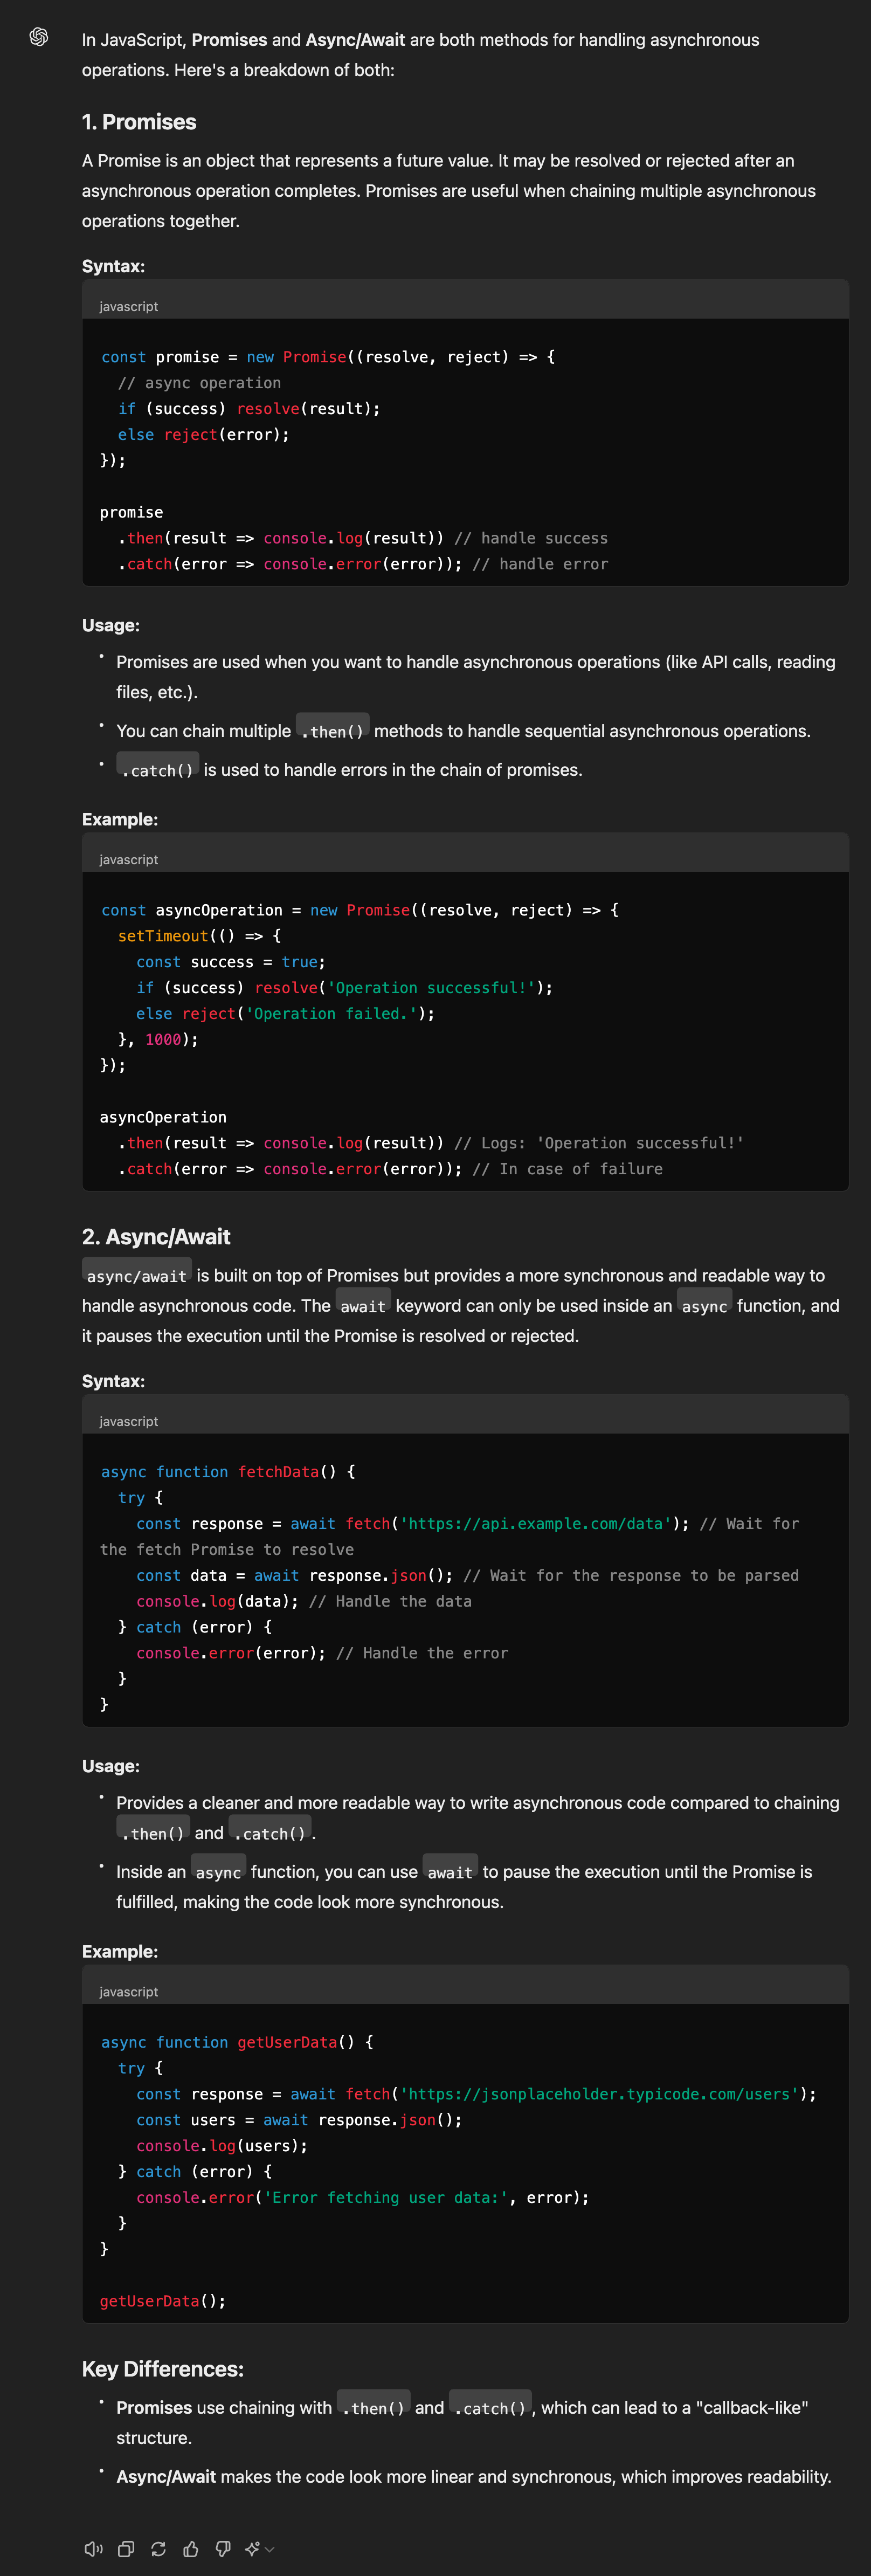 In JavaScript, Promises and Async/Await are both methods for handling asynchronous
operations. Here's a breakdown of both:
1. Promises
A Promise is an object that represents a future value. It may be resolved or rejected after an
asynchronous operation completes. Promises are useful when chaining multiple asynchronous
operations together.
Syntax:
javascript
const promise = new Promise((resolve, reject) => {
  // async operation
  if (success) resolve(result);
  else reject(error);
});

promise
  .then(result => console.log(result)) // handle success
  .catch(error => console.error(error)); // handle error
Usage:
• Promises are used when you want to handle asynchronous operations (like API calls, reading
files, etc.).
• You can chain multiple .then() methods to handle sequential asynchronous operations.
• .catch() is used to handle errors in the chain of promises.
Example:
javascript
const asyncOperation = new Promise((resolve, reject) => {
  setTimeout(() => {
    const success = true;
    if (success) resolve('Operation successful!');
    else reject('Operation failed.');
  }, 1000);
});

asyncOperation
  .then(result => console.log(result)) // Logs: 'Operation successful!'
  .catch(error => console.error(error)); // In case of failure
2. Async/Await
async/await is built on top of Promises but provides a more synchronous and readable way to
handle asynchronous code. The await keyword can only be used inside an async function, and
it pauses the execution until the Promise is resolved or rejected.
Syntax:
javascript
async function fetchData() {
  try {
    const response = await fetch('https://api.example.com/data'); // Wait for
the fetch Promise to resolve
    const data = await response.json(); // Wait for the response to be parsed
    console.log(data); // Handle the data
  } catch (error) {
    console.error(error); // Handle the error
  }
}
Usage:
• Provides a cleaner and more readable way to write asynchronous code compared to chaining
.then() and .catch().
• Inside an async function, you can use await to pause the execution until the Promise is
fulfilled, making the code look more synchronous.
Example:
javascript
async function getUserData() {
  try {
    const response = await fetch('https://jsonplaceholder.typicode.com/users');
    const users = await response.json();
    console.log(users);
  } catch (error) {
    console.error('Error fetching user data:', error);
  }
}

getUserData();
Key Differences:
• Promises use chaining with .then() and .catch(), which can lead to a "callback-like"
structure.
• Async/Await makes the code look more linear and synchronous, which improves readability.